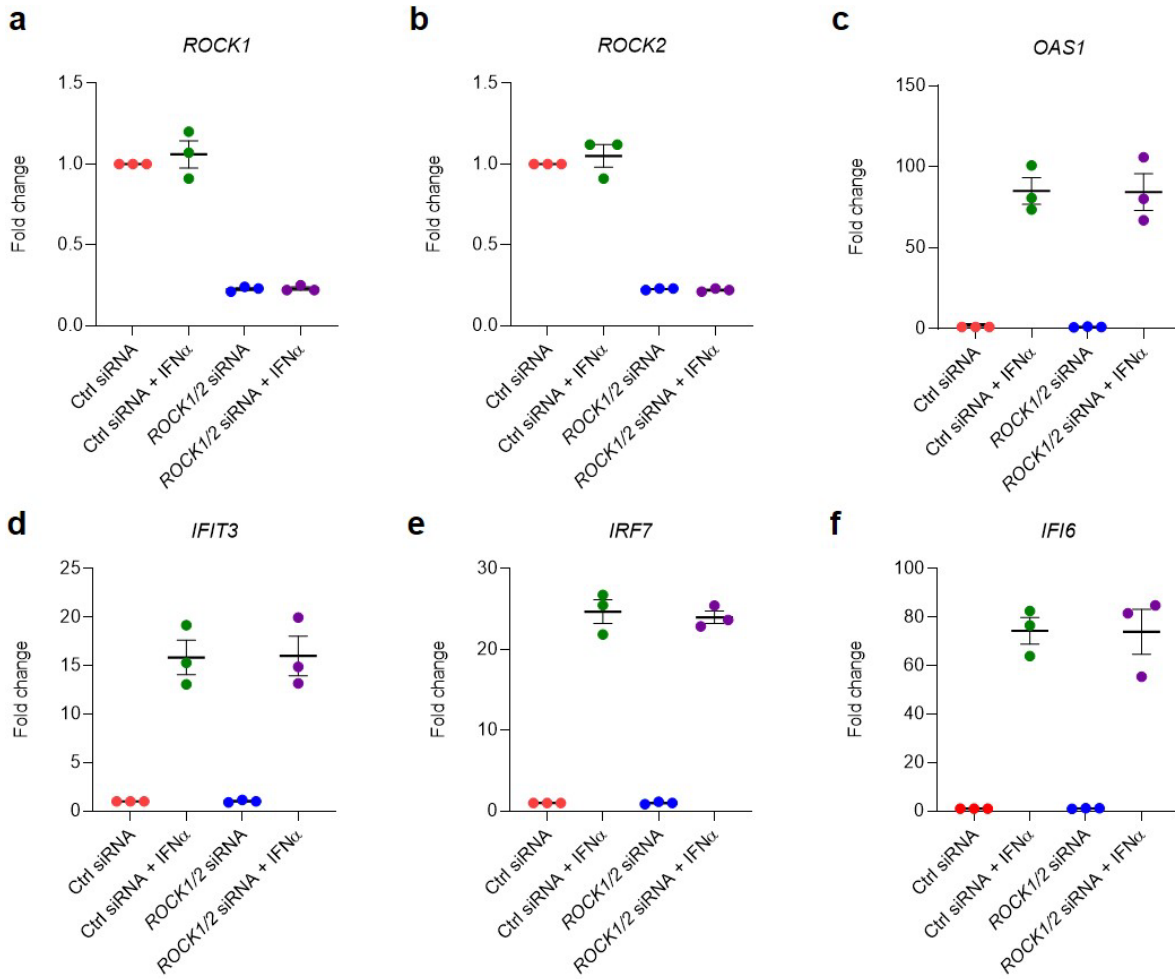 a
ROCK1
Fold change
1.5
1.0
0.5
0.0
Ctrl siRNA
Ctrl siRNA + IFNα
ROCK1/2 siRNA
ROCK1/2 siRNA + IFNα
b
ROCK2
Fold change
1.5
1.0
0.5
0.0
Ctrl siRNA
Ctrl siRNA + IFNα
ROCK1/2 siRNA
ROCK1/2 siRNA + IFNα
c
OAS1
Fold change
150
100
50
0
Ctrl siRNA
Ctrl siRNA + IFNα
ROCK1/2 siRNA
ROCK1/2 siRNA + IFNα
d
IFIT3
Fold change
25
20
15
10
5
0
Ctrl siRNA
Ctrl siRNA + IFNα
ROCK1/2 siRNA
ROCK1/2 siRNA + IFNα
e
IRF7
Fold change
30
20
10
0
Ctrl siRNA
Ctrl siRNA + IFNα
ROCK1/2 siRNA
ROCK1/2 siRNA + IFNα
f
IFI6
Fold change
100
80
60
40
20
0
Ctrl siRNA
Ctrl siRNA + IFNα
ROCK1/2 siRNA
ROCK1/2 siRNA + IFNα